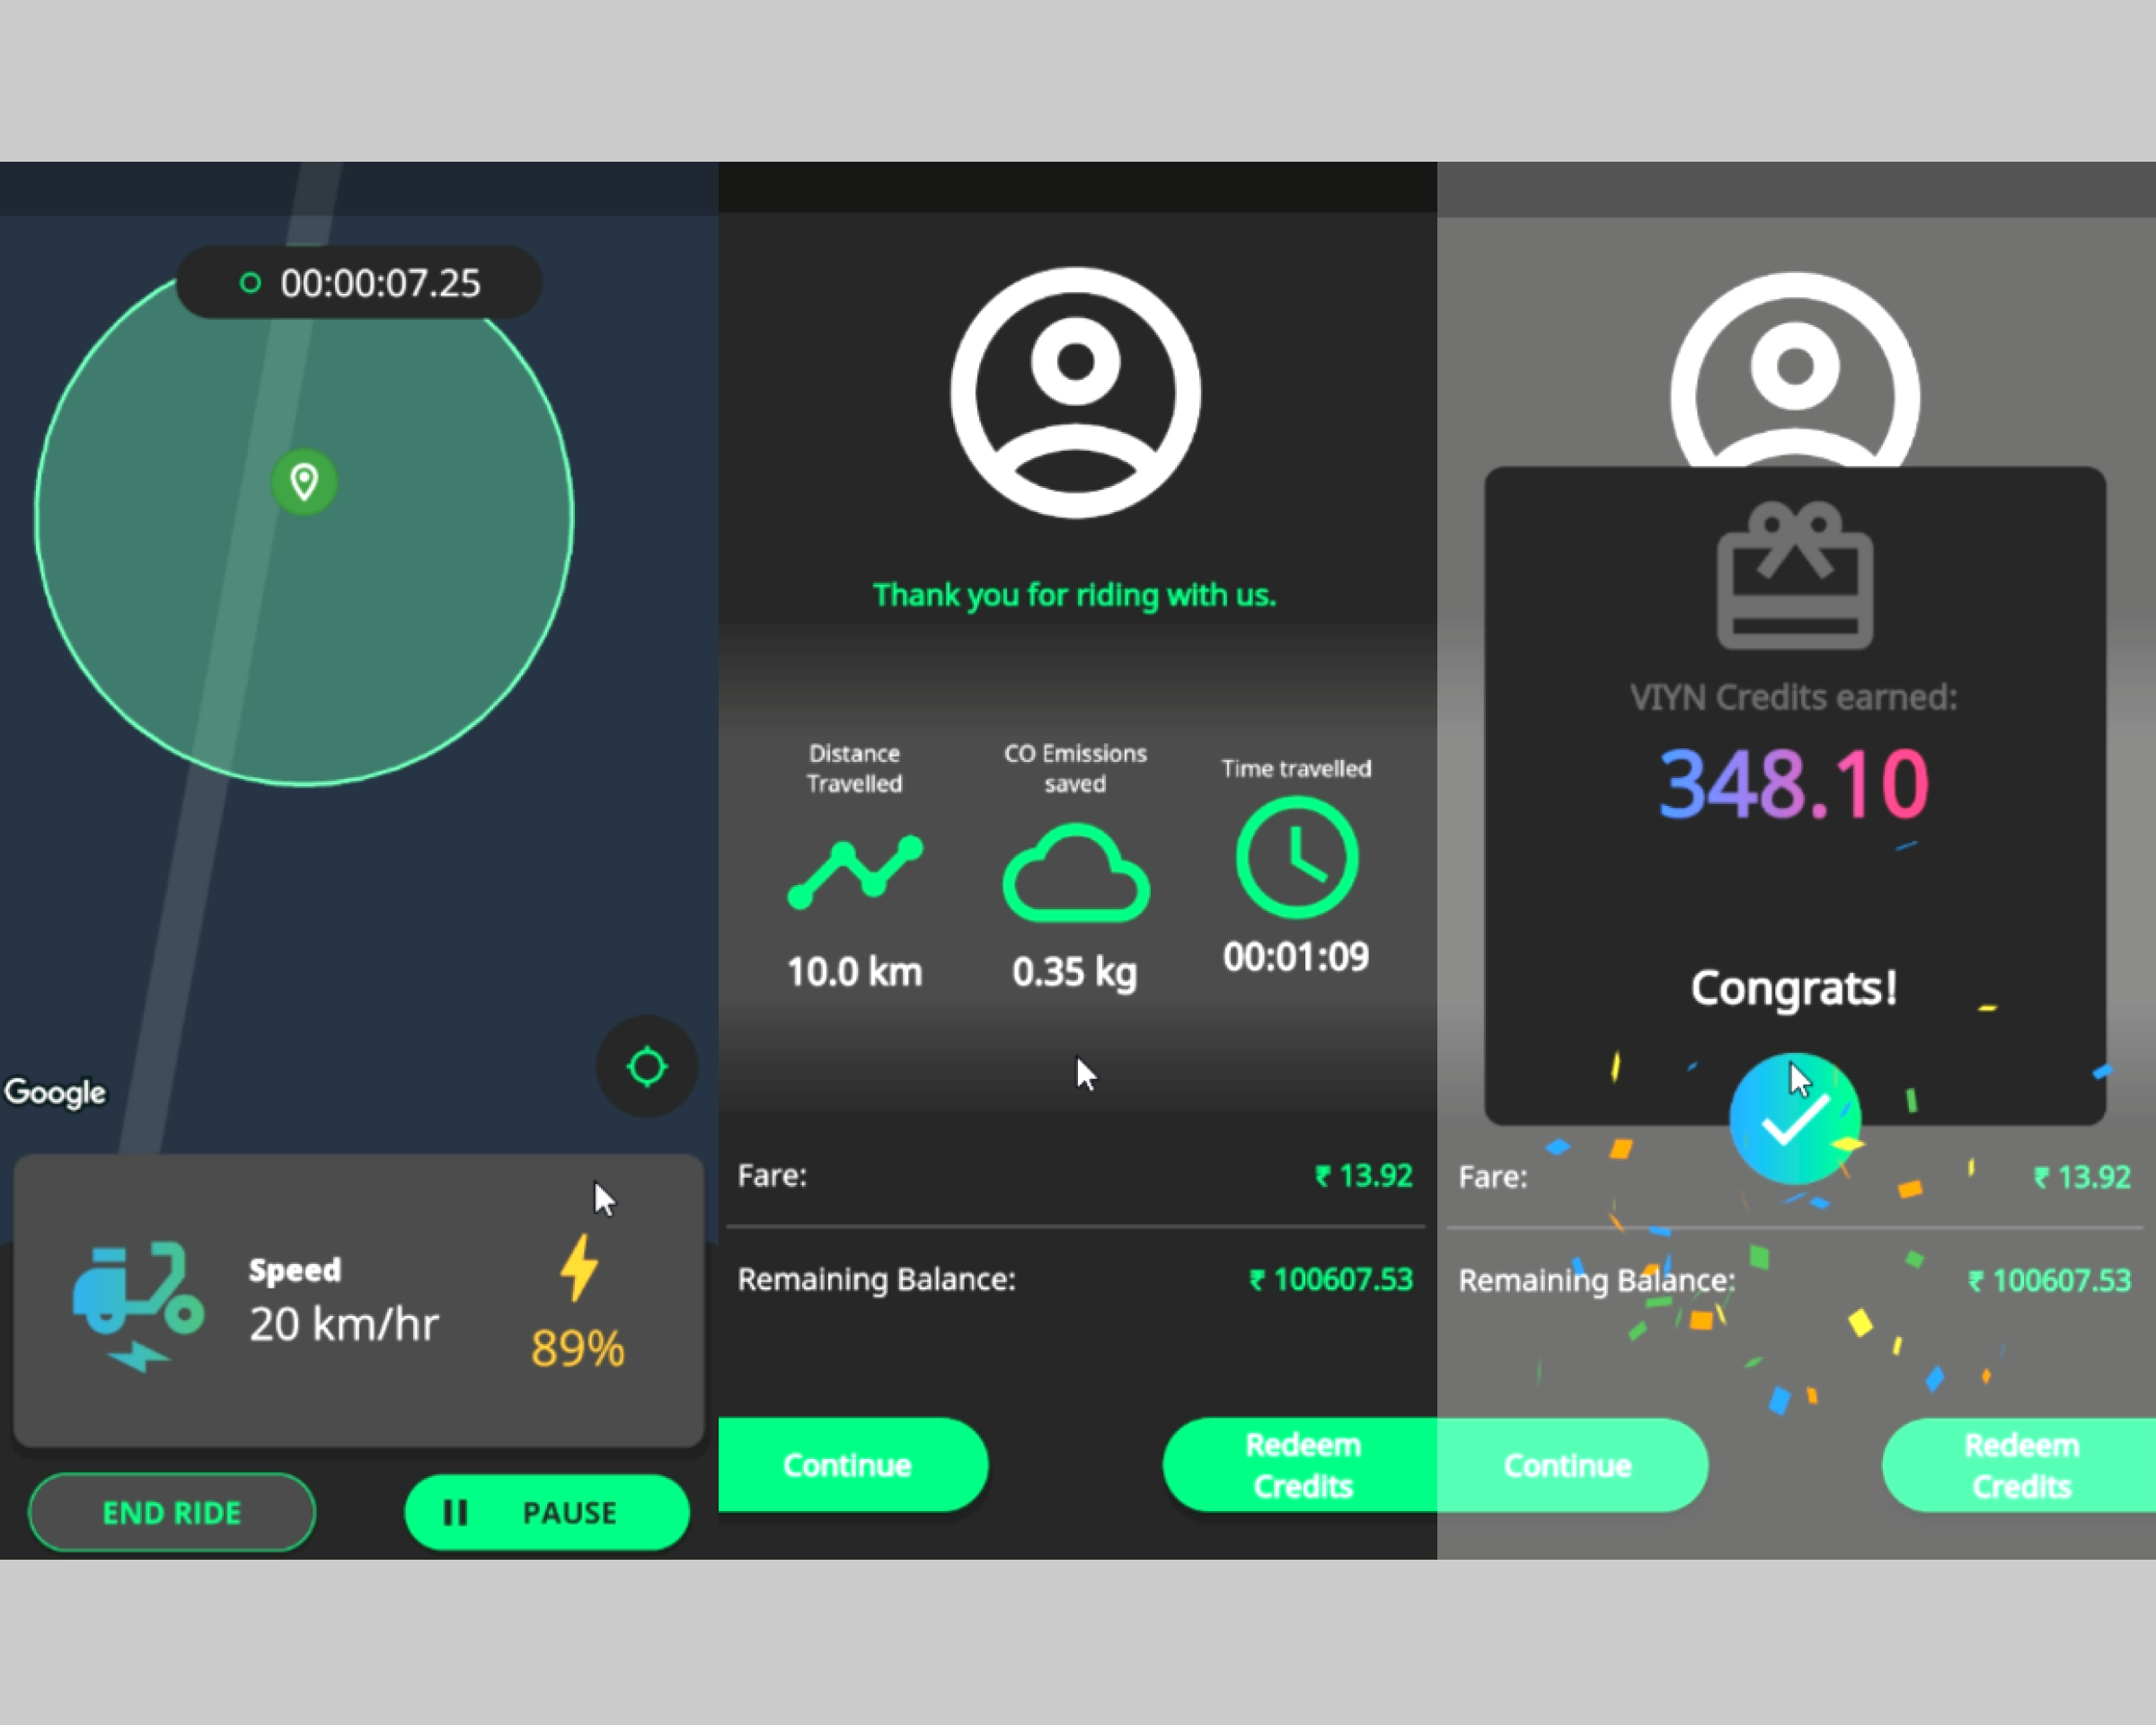 00:00:07.25
Google
Speed
20 km/hr
89%
END RIDE
PAUSE
Thank you for riding with us.
Distance
Travelled
CO Emissions
saved
Time travelled
10.0 km
0.35 kg
00:01:09
Fare:
₹ 13.92
Remaining Balance:
₹ 100607.53
Continue
Redeem
Credits
VIYN Credits earned:
348.10
Congrats!
Fare:
₹ 13.92
Remaining Balance:
₹ 100607.53
Continue
Redeem
Credits